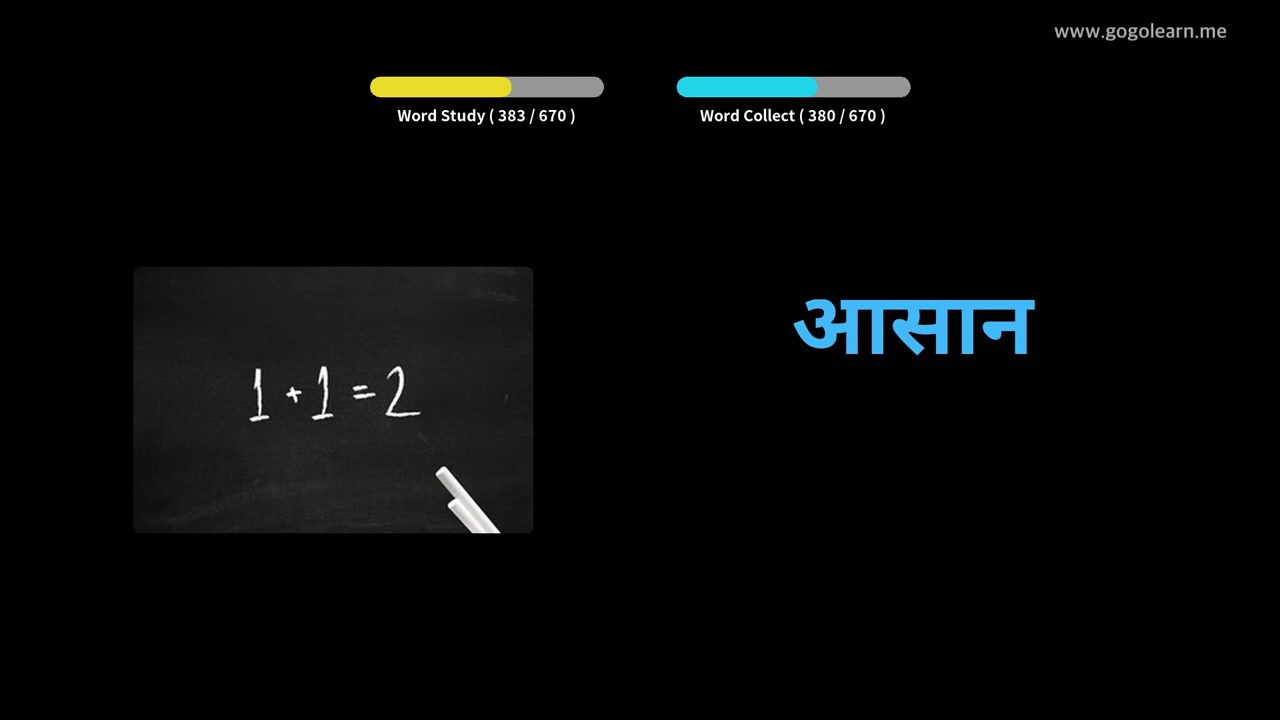 www.gogolearn.me
Word Study ( 383 / 670 )
Word Collect ( 380 / 670 )
आसान
1 + 1 = 2